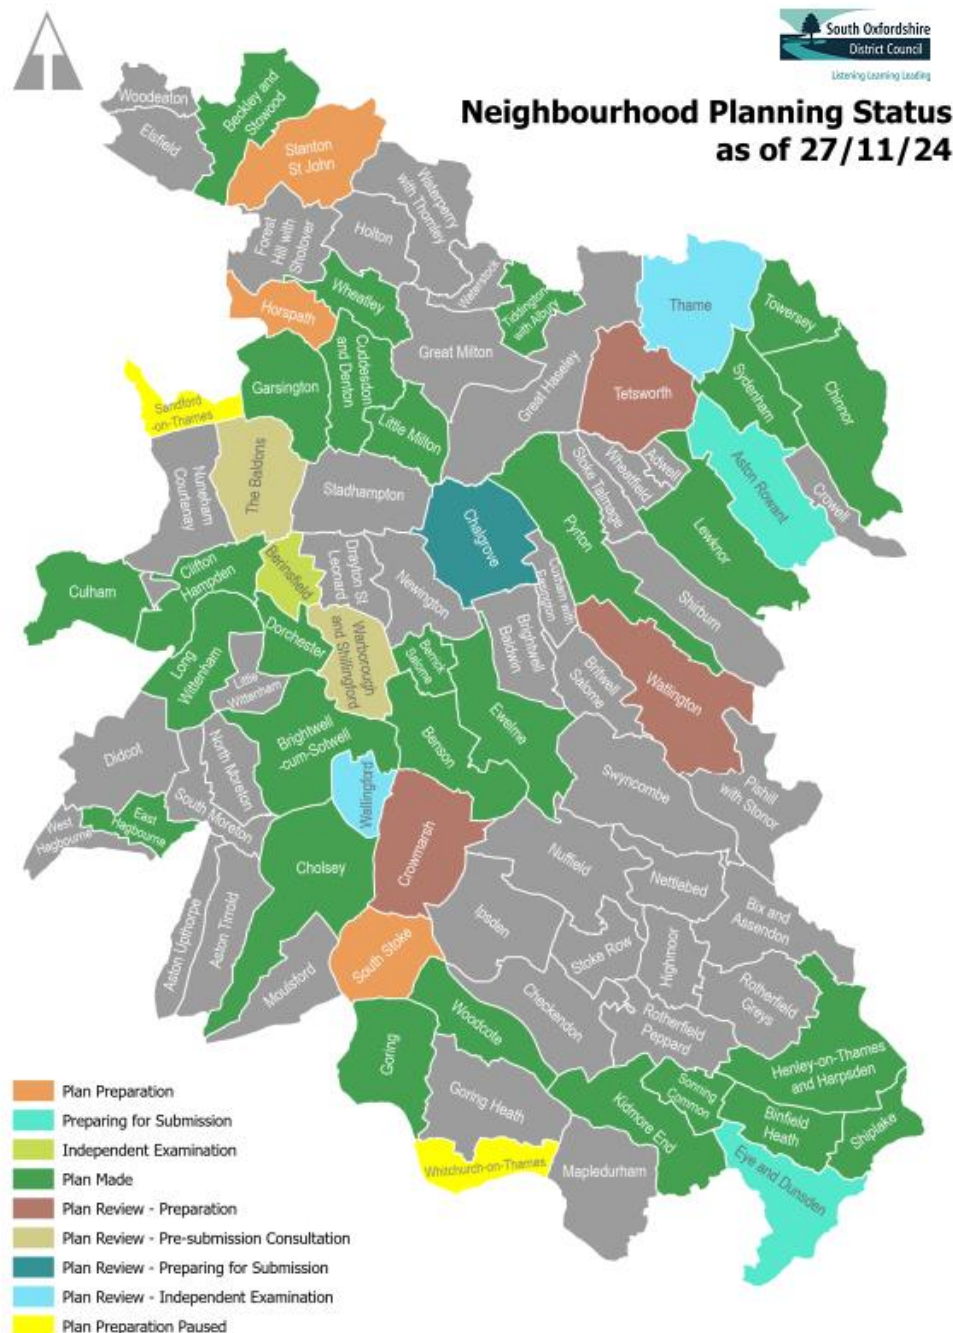 South Oxfordshire
District Council
Listening Learning Leading
Neighbourhood Planning Status
as of 27/11/24
Woodeaton
Elsfield
Beckley and
Stowood
Stanton
St John
Forest
Hill with
Shotover
Holton
Waterperry
with Thomley
Waterstock
Tiddington
with Albury
Thame
Towersey
Horspath
Wheatley
Cuddesdon
and Denton
Great Milton
Great Haseley
Tetsworth
Sydenham
Chinnor
Sandford
-on-Thames
Garsington
Little Milton
Nuneham
Courtenay
The Baldons
Stadhampton
Chalgrove
Stoke Talmage
Wheatfield
Adwell
Aston Rowant
Crowell
Pyrton
Lewknor
Culham
Clifton
Hampden
Berinsfield
Drayton St
Leonard
Newington
Cuxham with
Easington
Shirburn
Long
Wittenham
Little
Wittenham
Dorchester
Warborough
and Shillingford
Berrick
Salome
Brightwell
Baldwin
Britwell
Salome
Watlington
Didcot
North Moreton
South Moreton
Brightwell
-cum-Sotwell
Benson
Ewelme
Swyncombe
Pishill
with Stonor
West
Hagbourne
East
Hagbourne
Wallingford
Cholsey
Crowmarsh
Nuffield
Nettlebed
Bix and
Assendon
Aston Upthorpe
Aston Tirrold
Moulsford
South Stoke
Ipsden
Stoke Row
Highmoor
Rotherfield
Greys
Checkendon
Rotherfield
Peppard
Goring
Woodcote
Henley-on-Thames
and Harpsden
Goring Heath
Kidmore End
Sonning
Common
Binfield
Heath
Shiplake
Whitchurch-on-Thames
Mapledurham
Eye and Dunsden
Plan Preparation
Preparing for Submission
Independent Examination
Plan Made
Plan Review - Preparation
Plan Review - Pre-submission Consultation
Plan Review - Preparing for Submission
Plan Review - Independent Examination
Plan Preparation Paused